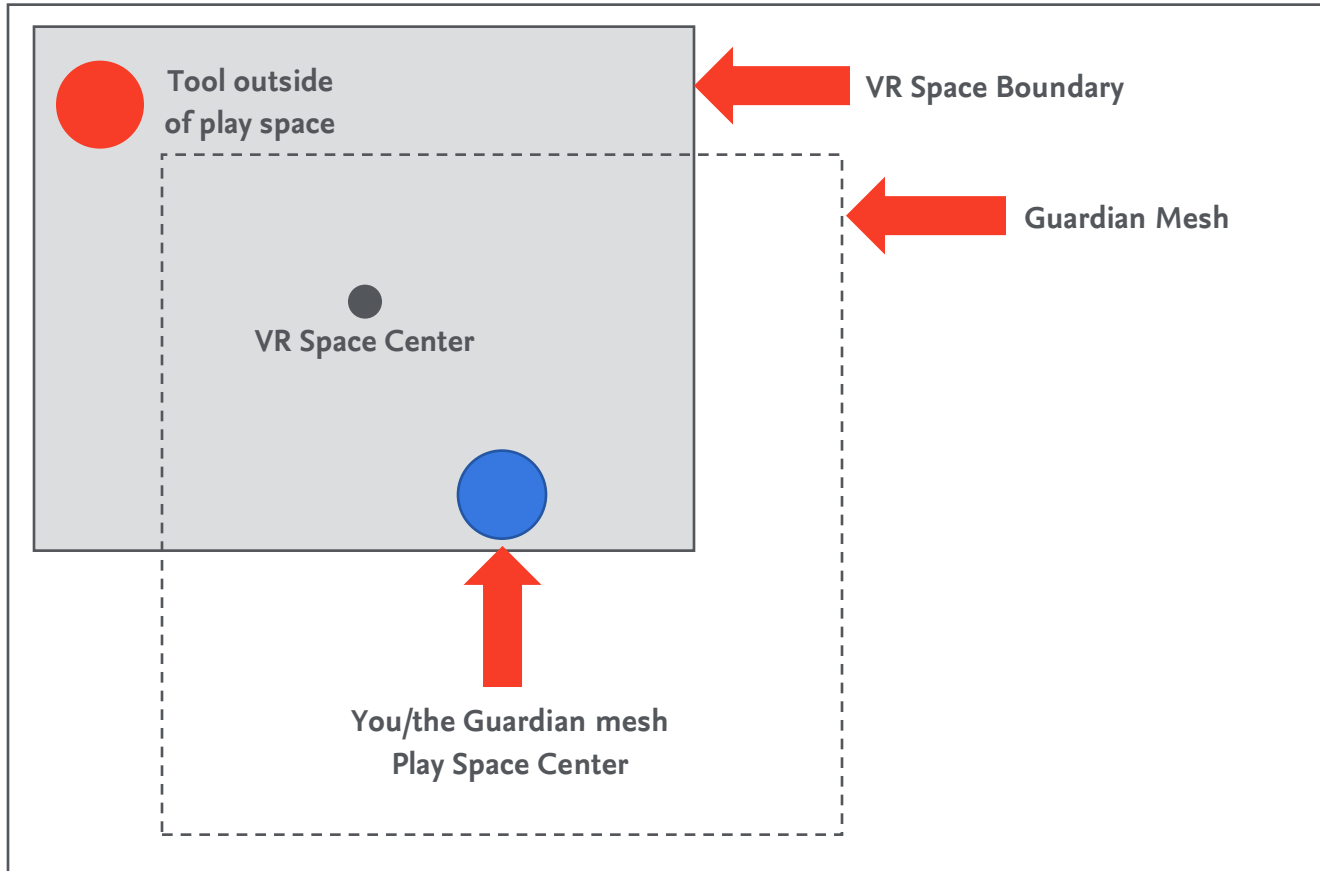 Tool outside
of play space
VR Space Boundary
Guardian Mesh
VR Space Center
You/the Guardian mesh
Play Space Center